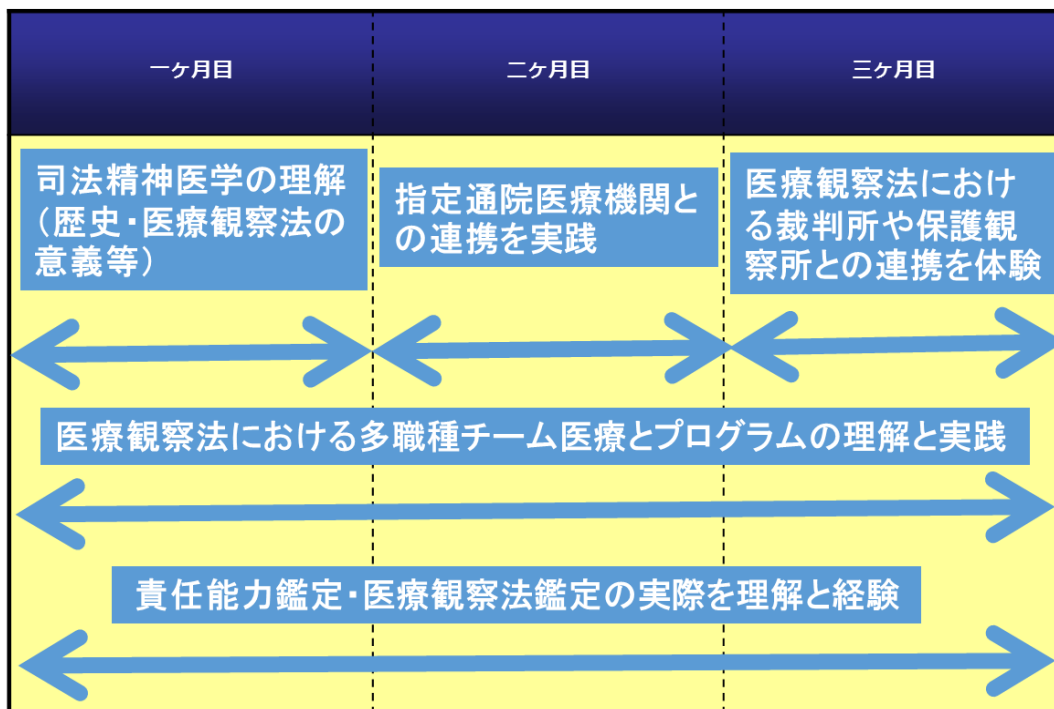 一ヶ月目
二ヶ月目
三ヶ月目
司法精神医学の理解
（歴史・医療観察法の
意義等）
指定通院医療機関と
の連携を実践
医療観察法におけ
る裁判所や保護観
察所との連携を体験
医療観察法における多職種チーム医療とプログラムの理解と実践
責任能力鑑定・医療観察法鑑定の実際を理解と経験